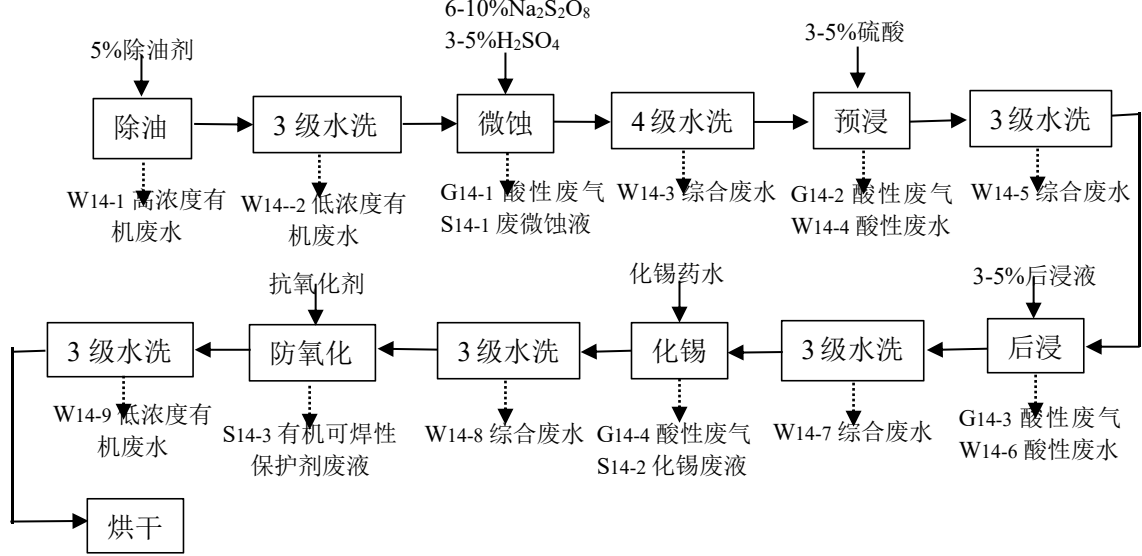 6-10%Na₂S₂O₈
3-5%H₂SO₄
5%除油剂
3-5%硫酸
除油
3 级水洗
微蚀
4 级水洗
预浸
3 级水洗
W14-1 高浓度有
机废水
W14--2 低浓度有
机废水
G14-1 酸性废气
S14-1 废微蚀液
W14-3 综合废水
G14-2 酸性废气
W14-4 酸性废水
W14-5 综合废水
抗氧化剂
化锡药水
3-5%后浸液
3 级水洗
防氧化
3 级水洗
化锡
3 级水洗
后浸
W14-9 低浓度有
机废水
S14-3 有机可焊性
保护剂废液
W14-8 综合废水
G14-4 酸性废气
S14-2 化锡废液
W14-7 综合废水
G14-3 酸性废气
W14-6 酸性废水
烘干